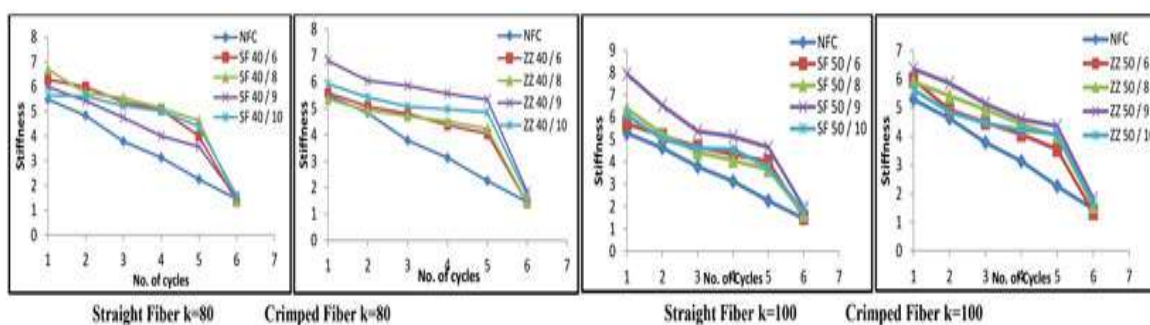 Stiffness
8
7
6
5
4
3
2
1
0
1 2 3 4 5 6 7
No. of cycles
NFC
SF 40 / 6
SF 40 / 8
SF 40 / 9
SF 40 / 10
Stiffness
8
7
6
5
4
3
2
1
0
1 2 3 4 5 6 7
No. of cycles
NFC
ZZ 40 / 6
ZZ 40 / 8
ZZ 40 / 9
ZZ 40 / 10
Stiffness
9
8
7
6
5
4
3
2
1
0
1 2 3 4 5 6 7
No. of Cycles
NFC
SF 50 / 6
SF 50 / 8
SF 50 / 9
SF 50 / 10
Stiffness
7
6
5
4
3
2
1
0
1 2 3 4 5 6 7
No. of Cycles
NFC
ZZ 50 / 6
ZZ 50 / 8
ZZ 50 / 9
ZZ 50 / 10
Straight Fiber k=80 Crimped Fiber k=80 Straight Fiber k=100 Crimped Fiber k=100